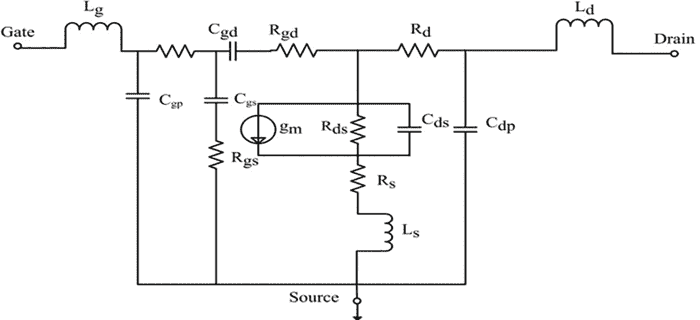 Lg
Ld
Gate
Cgd
Rgd
Rd
Drain
Cgp
Cgs
gm
Rds
Cds
Cdp
Rgs
Rs
Ls
Source